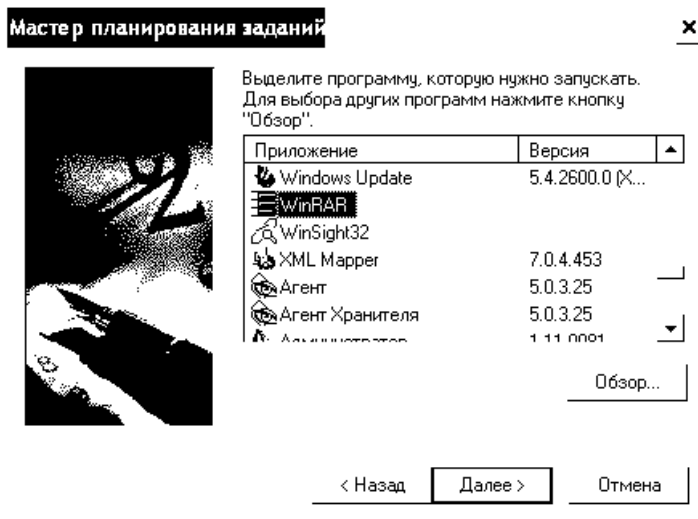 Мастер планирования заданий
Выделите программу, которую нужно запускать.
Для выбора других программ нажмите кнопку
"Обзор".
Приложение Версия
Windows Update 5.4.2600.0 (X...
WinRAR
WinSight32
XML Mapper 7.0.4.453
Агент 5.0.3.25
Агент Хранителя 5.0.3.25
Обзор...
< Назад Далее > Отмена